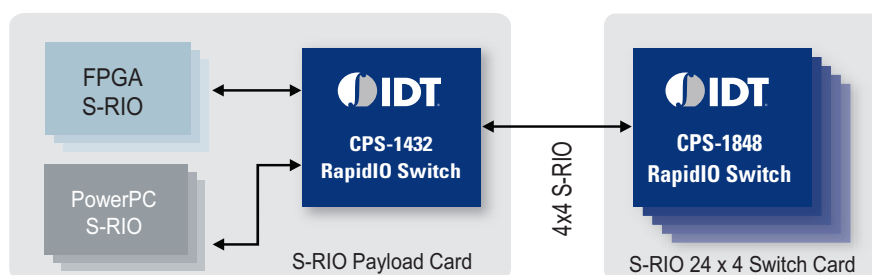 FPGA
S-RIO
PowerPC
S-RIO
IDT
CPS-1432
RapidIO Switch
S-RIO Payload Card
4x4 S-RIO
IDT
CPS-1848
RapidIO Switch
S-RIO 24 x 4 Switch Card